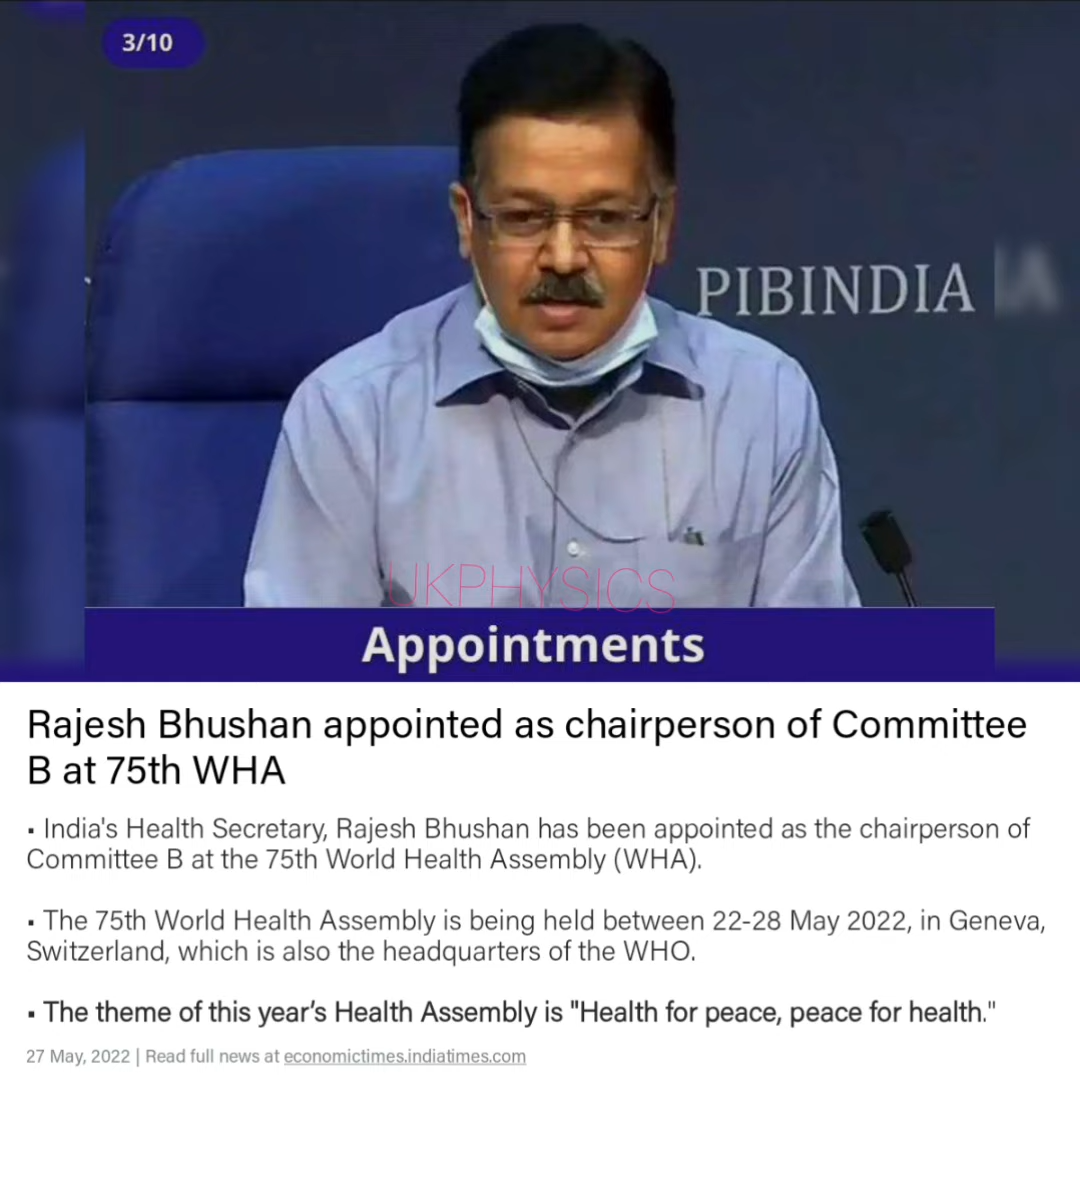 3/10
PIBINDIA
IA
UKPHYSICS
Appointments
Rajesh Bhushan appointed as chairperson of Committee
B at 75th WHA
▪ India's Health Secretary, Rajesh Bhushan has been appointed as the chairperson of
Committee B at the 75th World Health Assembly (WHA).
▪ The 75th World Health Assembly is being held between 22-28 May 2022, in Geneva,
Switzerland, which is also the headquarters of the WHO.
▪ The theme of this year’s Health Assembly is "Health for peace, peace for health."
27 May, 2022 | Read full news at economictimes.indiatimes.com